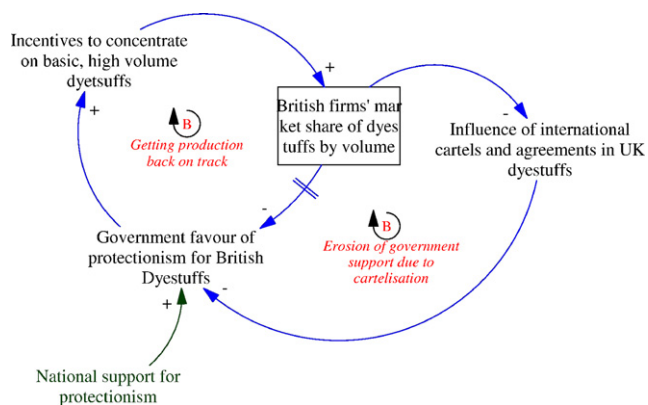 Incentives to concentrate
on basic, high volume
dyetsuffs
+
+
B
Getting production
back on track
British firms' mar
ket share of dyes
tuffs by volume
-
Influence of international
cartels and agreements in UK
dyestuffs
-
Government favour of
protectionism for British
Dyestuffs
B
Erosion of government
support due to
cartelisation
-
+
National support for
protectionism